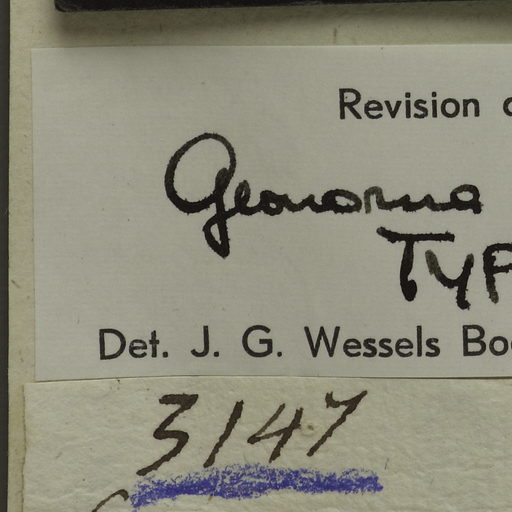 Revision
Geonoma
TYP
Det. J. G. Wessels Bo
3147